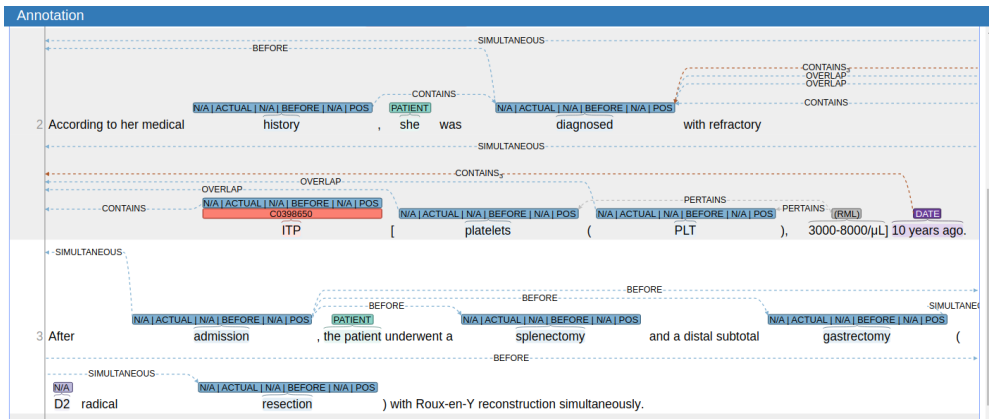 Annotation
SIMULTANEOUS
BEFORE
CONTAINS₃
OVERLAP
OVERLAP
CONTAINS CONTAINS
N/A | ACTUAL | N/A | BEFORE | N/A | POS PATIENT N/A | ACTUAL | N/A | BEFORE | N/A | POS
2 According to her medical history , she was diagnosed with refractory
SIMULTANEOUS
CONTAINS₃
OVERLAP
OVERLAP
PERTAINS
CONTAINS N/A | ACTUAL | N/A | BEFORE | N/A | POS PERTAINS
C0398650 N/A | ACTUAL | N/A | BEFORE | N/A | POS N/A | ACTUAL | N/A | BEFORE | N/A | POS (RML) DATE
ITP [ platelets ( PLT ), 3000-8000/μL] 10 years ago.
SIMULTANEOUS
BEFORE
BEFORE
BEFORE
N/A | ACTUAL | N/A | BEFORE | N/A | POS PATIENT N/A | ACTUAL | N/A | BEFORE | N/A | POS N/A | ACTUAL | N/A | BEFORE | N/A | POS
3 After admission , the patient underwent a splenectomy and a distal subtotal gastrectomy (
BEFORE
SIMULTANEOUS
N/A N/A | ACTUAL | N/A | BEFORE | N/A | POS
D2 radical resection ) with Roux-en-Y reconstruction simultaneously.